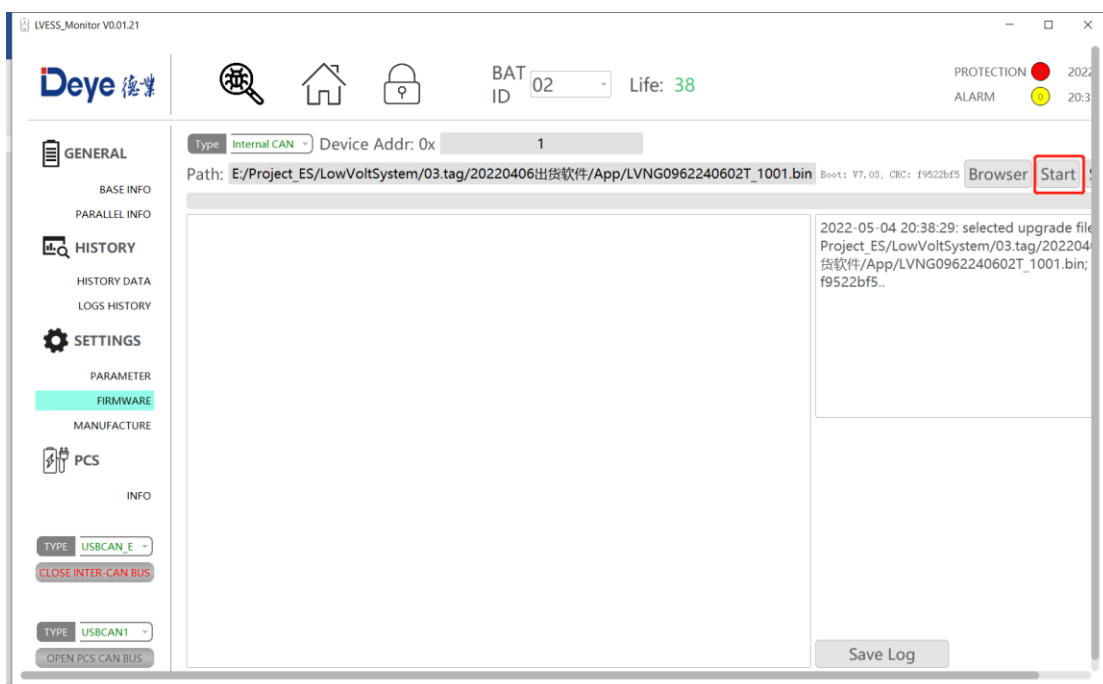 LVESS_Monitor V0.01.21
Deye 德業
BAT ID 02
Life: 38
PROTECTION
2022
ALARM
0
20:3
GENERAL
BASE INFO
PARALLEL INFO
HISTORY
HISTORY DATA
LOGS HISTORY
SETTINGS
PARAMETER
FIRMWARE
MANUFACTURE
PCS
INFO
TYPE USBCAN_E
CLOSE INTER-CAN BUS
TYPE USBCAN1
OPEN PCS CAN BUS
Type Internal CAN Device Addr: 0x 1
Path: E:/Project_ES/LowVoltSystem/03.tag/20220406出货软件/App/LVNG0962240602T_1001.bin Boot: V7.03; CRC: f9522bf5 Browser Start
2022-05-04 20:38:29: selected upgrade file
Project_ES/LowVoltSystem/03.tag/202204
货软件/App/LVNG0962240602T_1001.bin;
f9522bf5..
Save Log